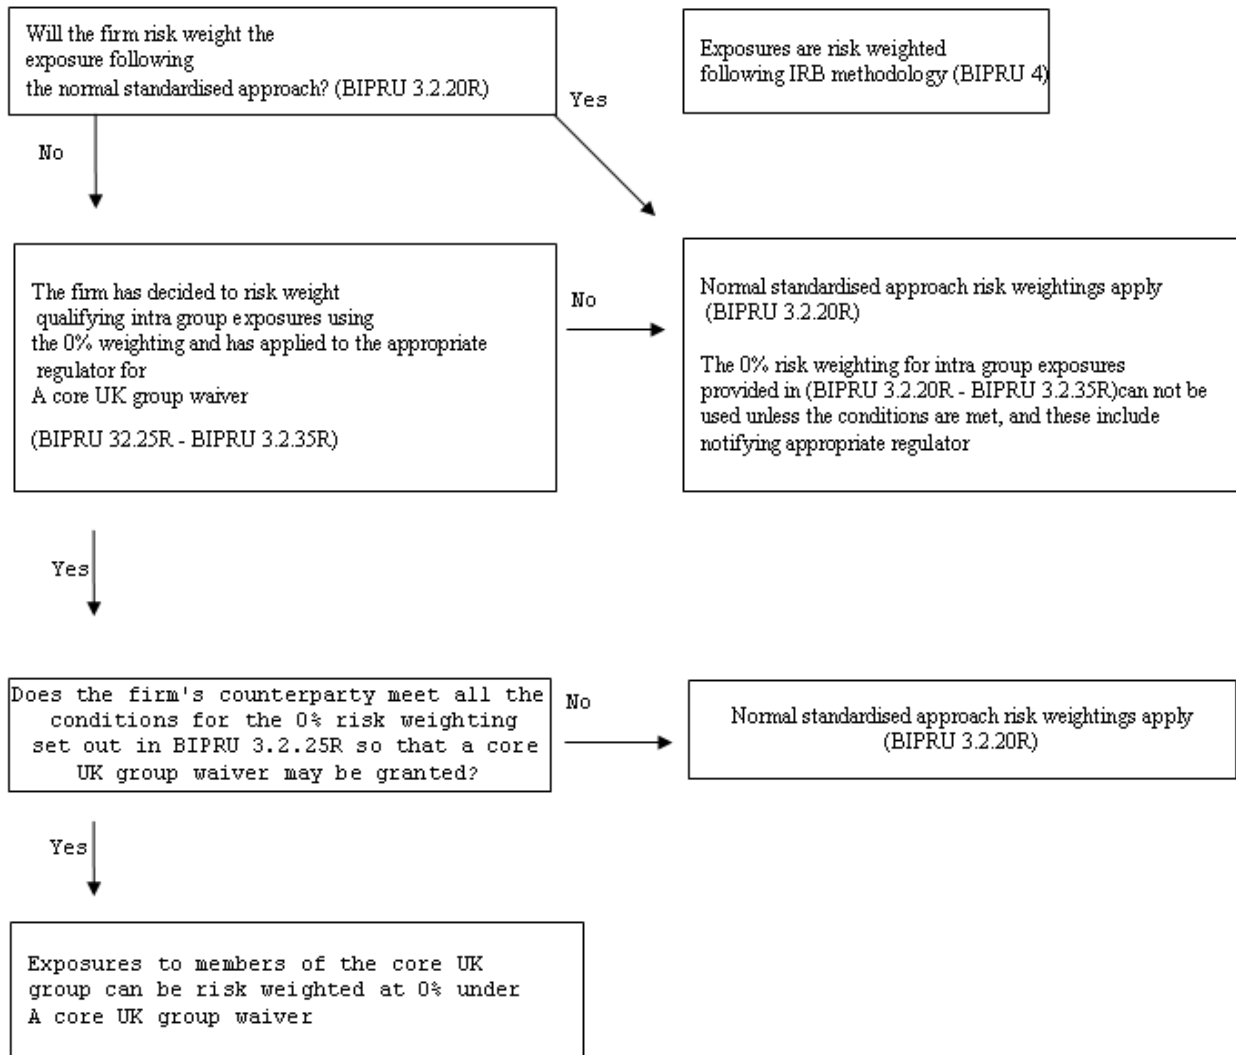 Will the firm risk weight the
exposure following
the normal standardised approach? (BIPRU 3.2.20R)
Exposures are risk weighted
following IRB methodology (BIPRU 4)
Yes
No
The firm has decided to risk weight
qualifying intra group exposures using
the 0% weighting and has applied to the appropriate
regulator for
A core UK group waiver
(BIPRU 32.25R - BIPRU 3.2.35R)
No
Normal standardised approach risk weightings apply
(BIPRU 3.2.20R)
The 0% risk weighting for intra group exposures
provided in (BIPRU 3.2.20R - BIPRU 3.2.35R)can not be
used unless the conditions are met, and these include
notifying appropriate regulator
Yes
Does the firm's counterparty meet all the
conditions for the 0% risk weighting
set out in BIPRU 3.2.25R so that a core
UK group waiver may be granted?
No
Normal standardised approach risk weightings apply
(BIPRU 3.2.20R)
Yes
Exposures to members of the core UK
group can be risk weighted at 0% under
A core UK group waiver